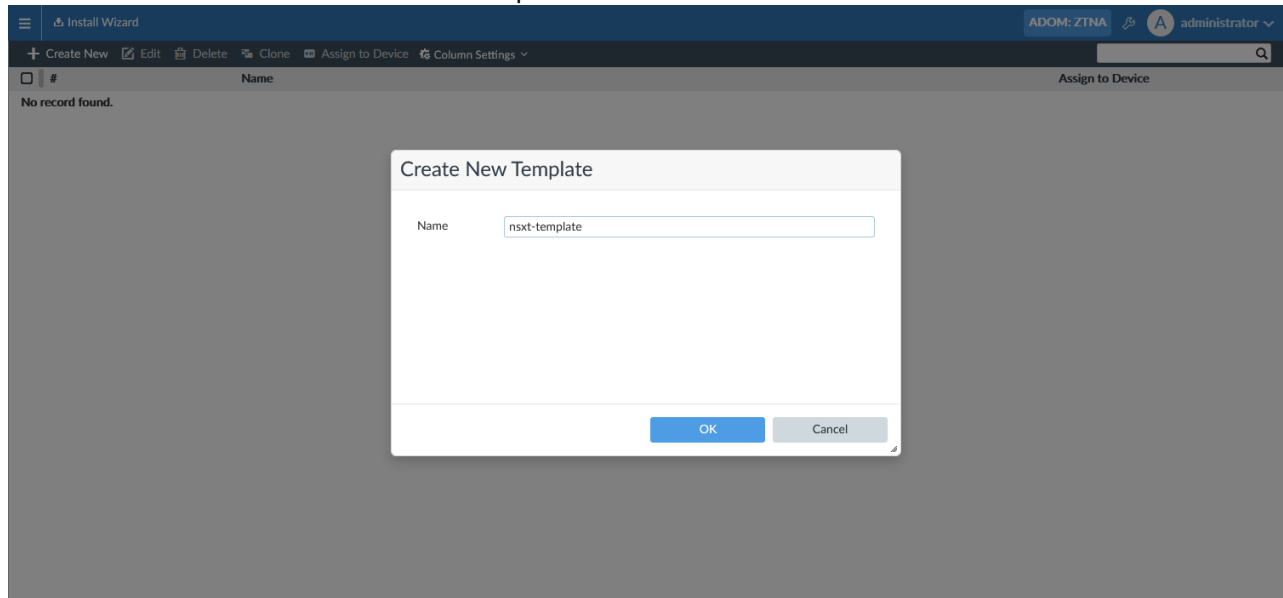 Install Wizard ADOM: ZTNA A administrator
Create New Edit Delete Clone Assign to Device Column Settings
# Name Assign to Device
No record found.
Create New Template
Name nsxt-template
OK Cancel